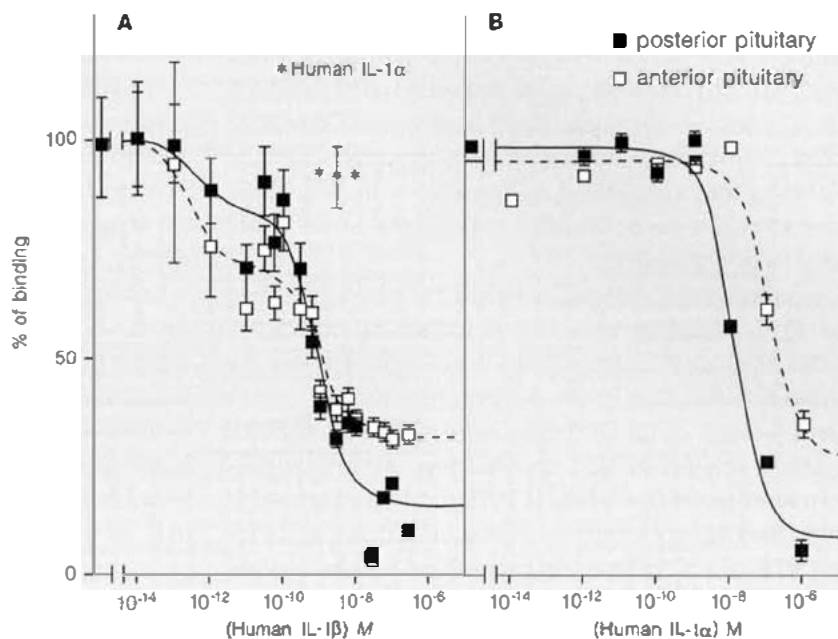 A
B
■ posterior pituitary
□ anterior pituitary
*Human IL-1α
% of binding
100
50
0
10⁻¹⁴ 10⁻¹² 10⁻¹⁰ 10⁻⁸ 10⁻⁶
(Human IL-1β) M
10⁻¹⁴ 10⁻¹² 10⁻¹⁰ 10⁻⁸ 10⁻⁶
(Human IL-1α) M